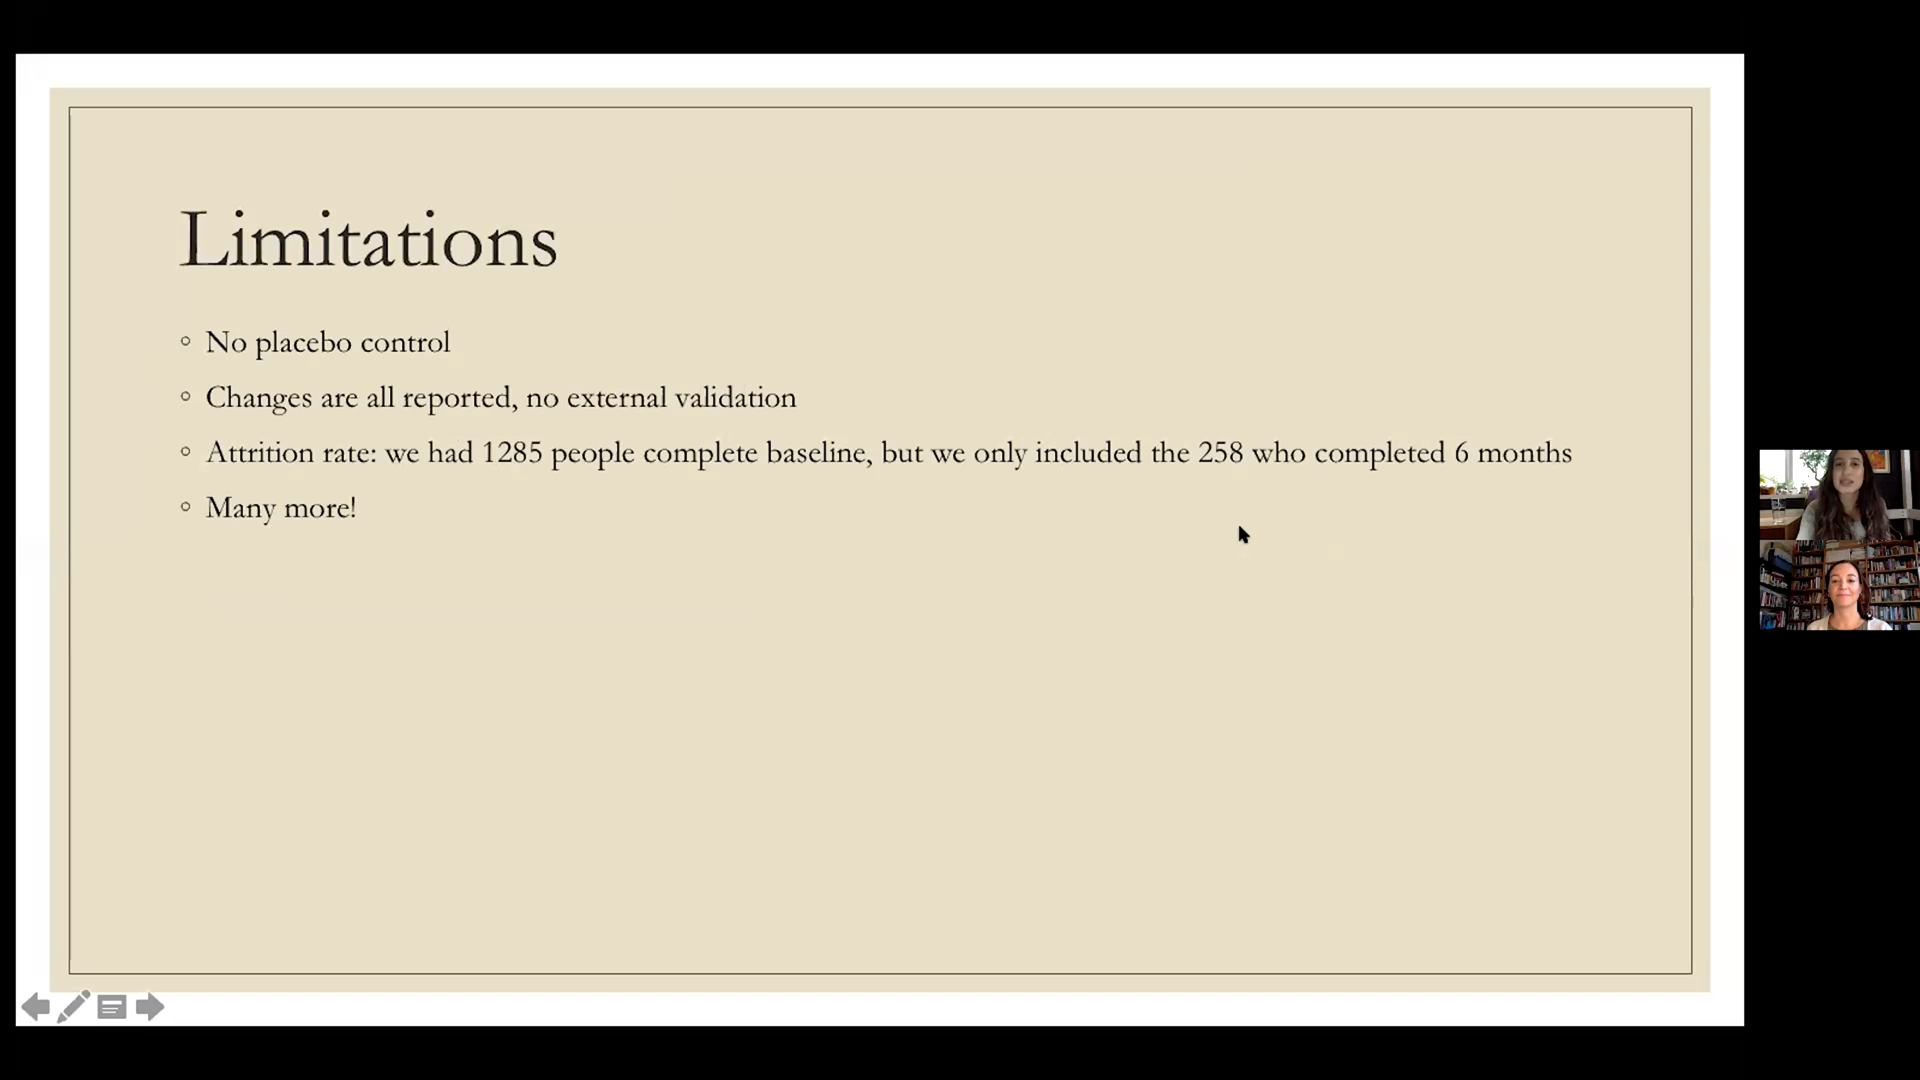 Limitations
No placebo control
Changes are all reported, no external validation
Attrition rate: we had 1285 people complete baseline, but we only included the 258 who completed 6 months
Many more!